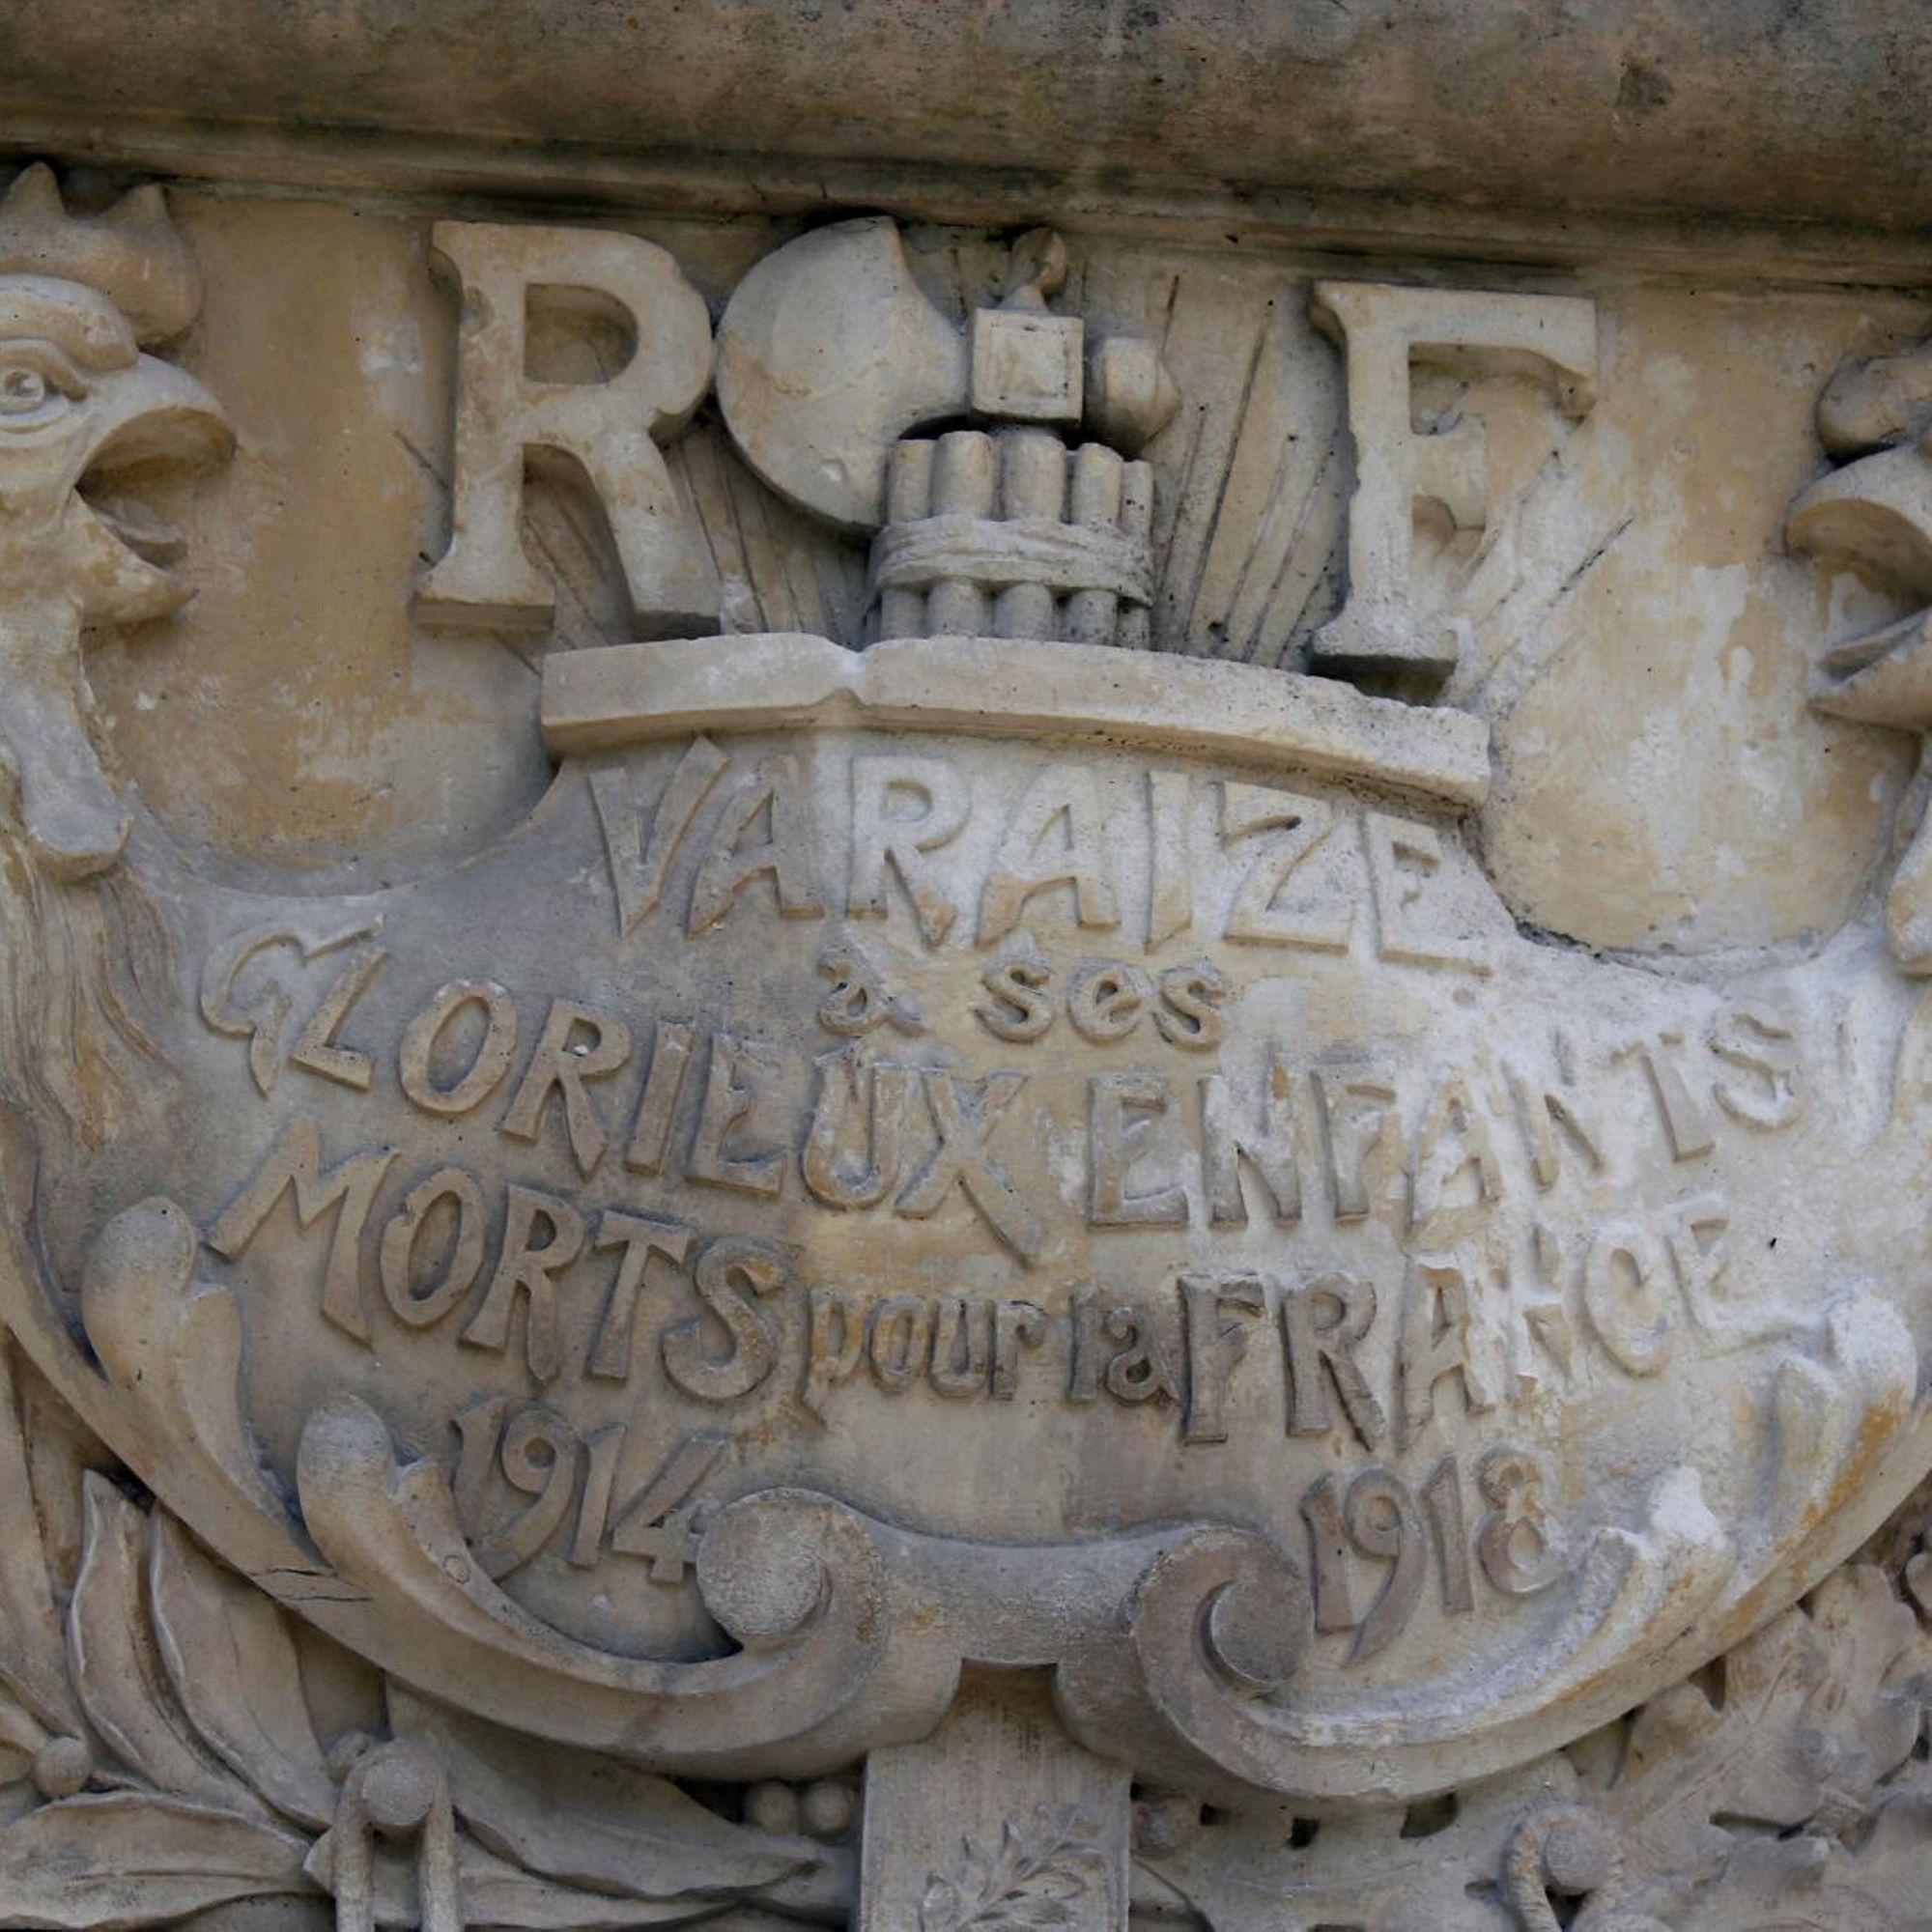 R F
VARAIZE
à ses
GLORIEUX ENFANTS
MORTS pour la FRANCE
1914 1918